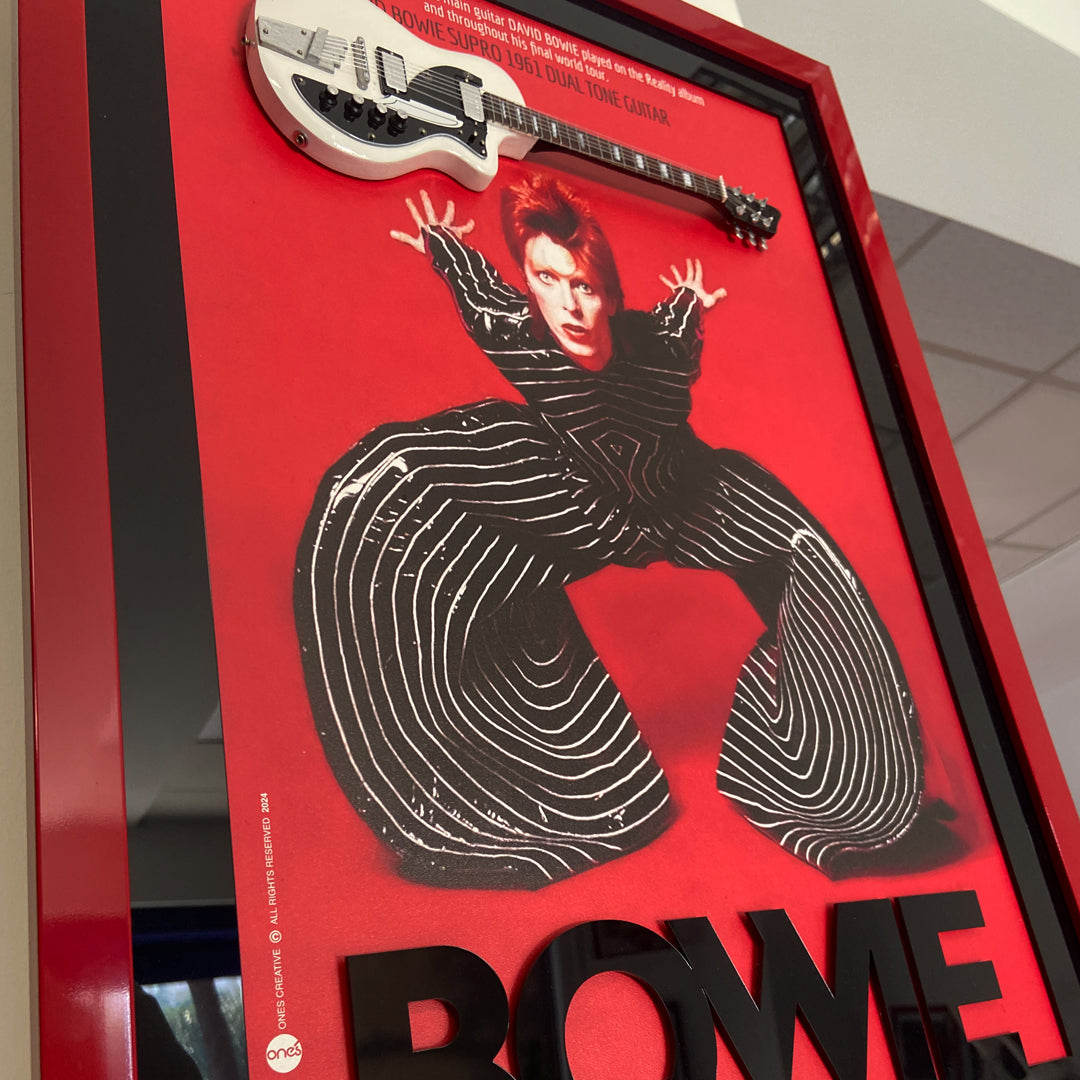 main guitar DAVID BOWIE played on the Reality album
and throughout his final world tour.
BOWIE SUPRO 1961 DUAL TONE GUITAR
BOWIE
ONES CREATIVE © ALL RIGHTS RESERVED 2024
ones